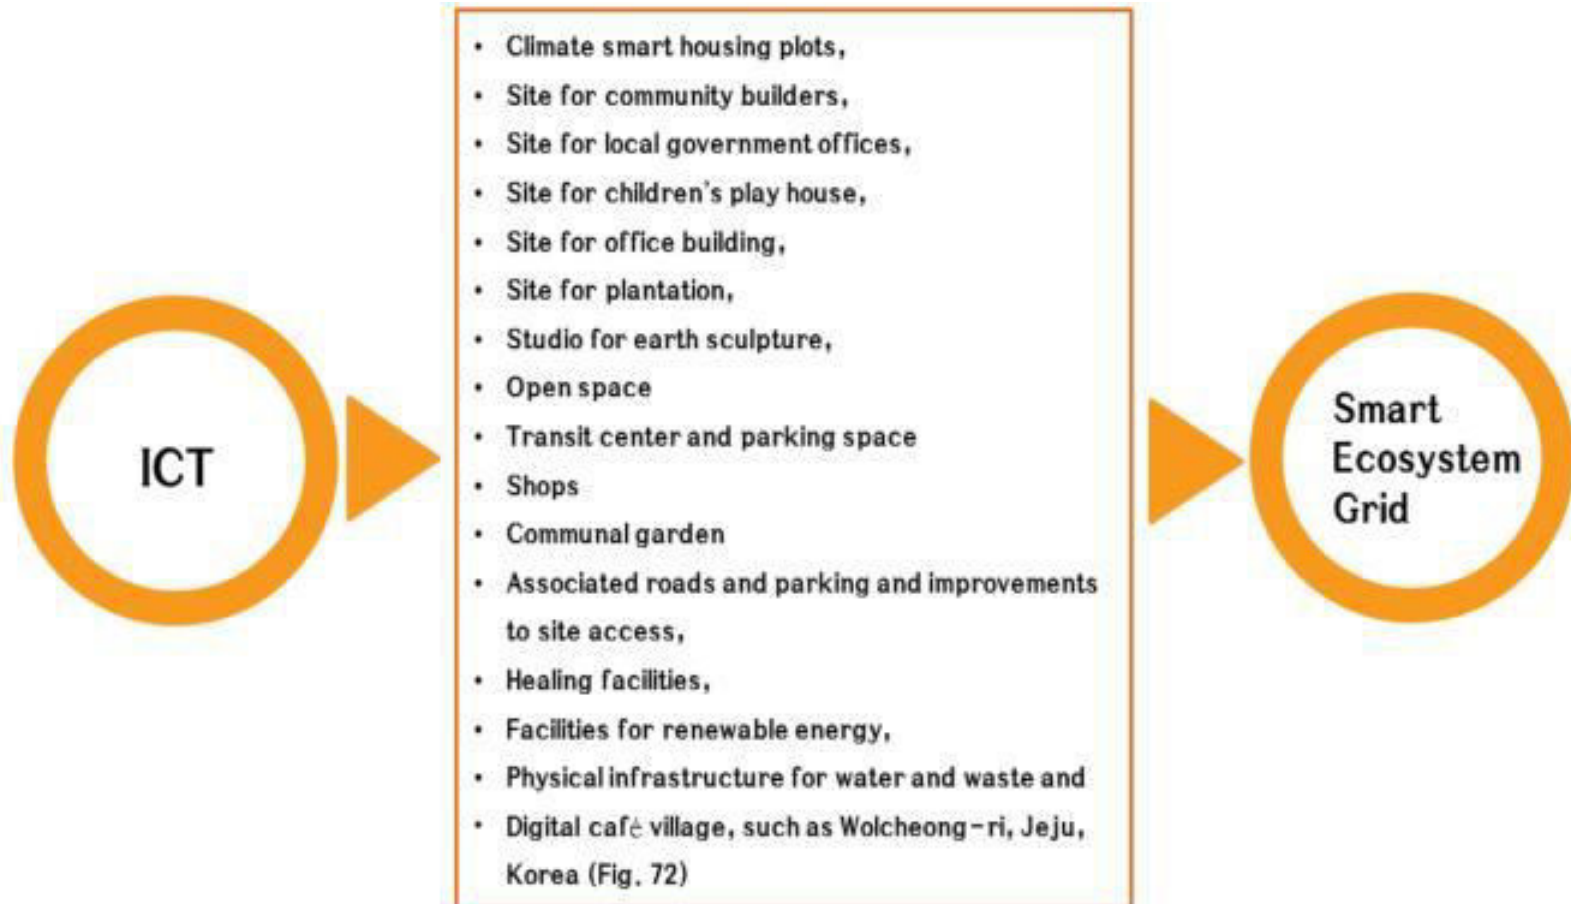 ICT
• Climate smart housing plots,
• Site for community builders,
• Site for local government offices,
• Site for children's play house,
• Site for office building,
• Site for plantation,
• Studio for earth sculpture,
• Open space
• Transit center and parking space
• Shops
• Communal garden
• Associated roads and parking and improvements
to site access,
• Healing facilities,
• Facilities for renewable energy,
• Physical infrastructure for water and waste and
• Digital café village, such as Wolcheong-ri, Jeju,
Korea (Fig. 72)
Smart
Ecosystem
Grid